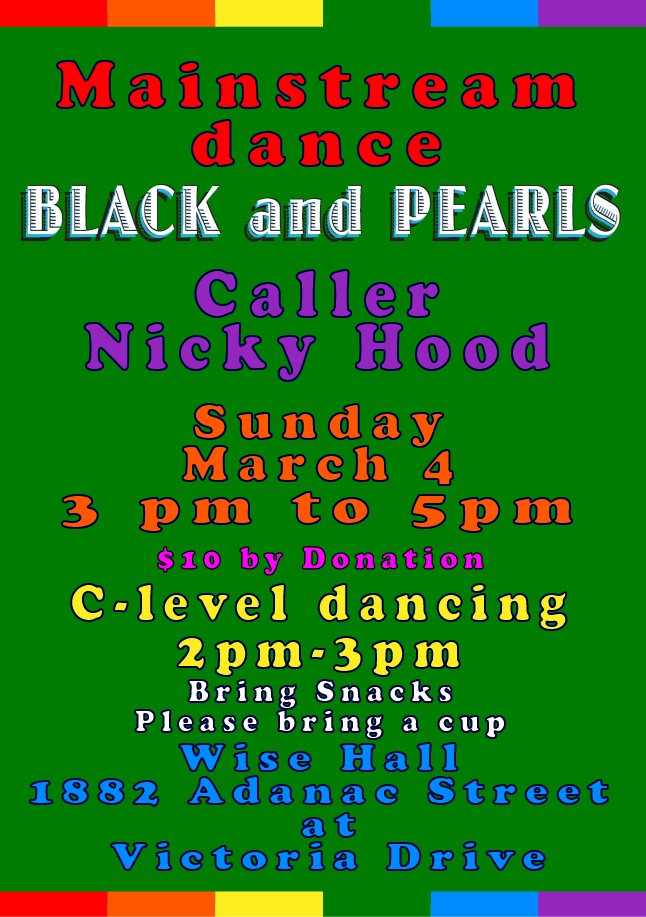 Mainstream
dance
BLACK and PEARLS
Caller
Nicky Hood
Sunday
March 4
3 pm to 5pm
$10 by Donation
C-level dancing
2pm-3pm
Bring Snacks
Please bring a cup
Wise Hall
1882 Adanac Street
at
Victoria Drive